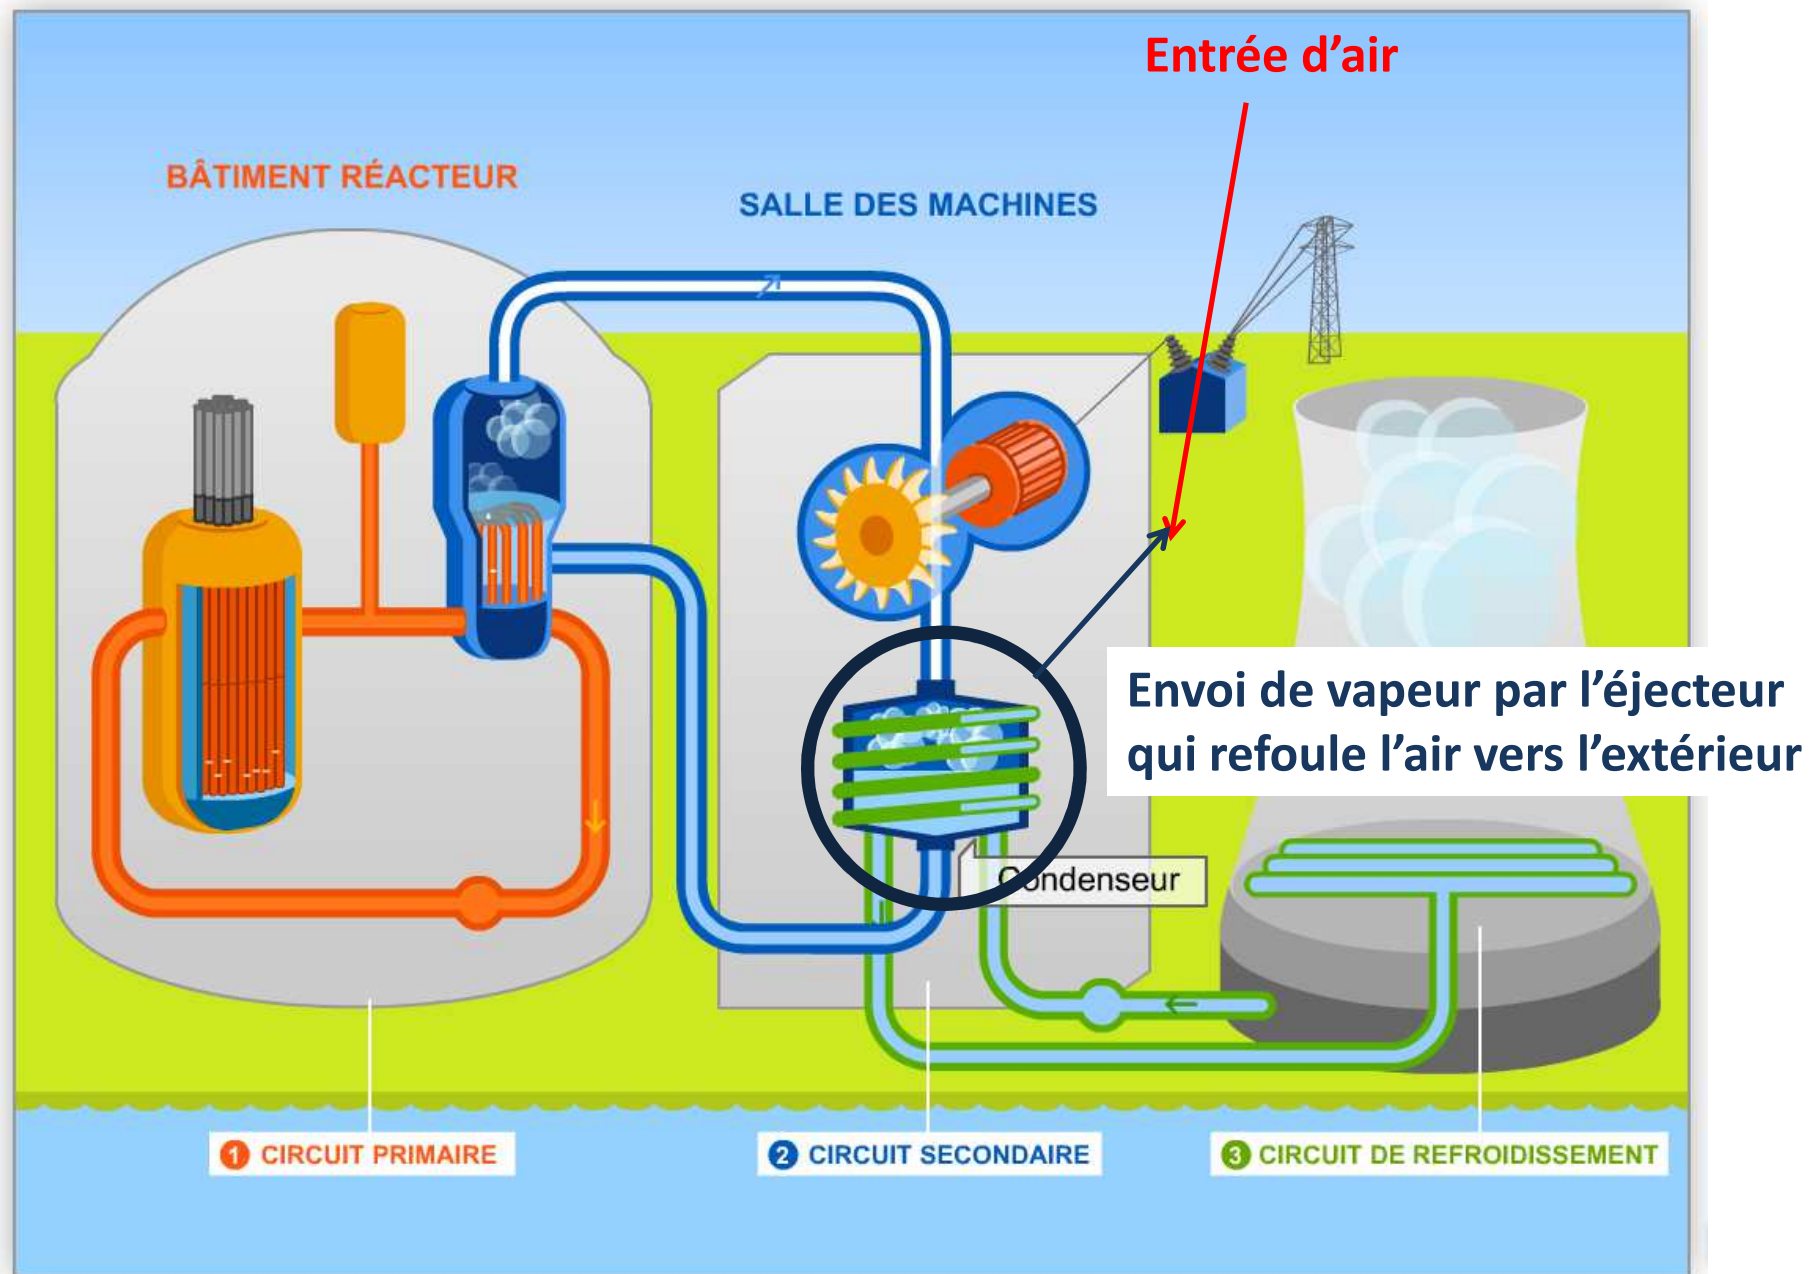 Entrée d’air
BÂTIMENT RÉACTEUR
SALLE DES MACHINES
Envoi de vapeur par l’éjecteur
qui refoule l’air vers l’extérieur
Condenseur
1 CIRCUIT PRIMAIRE
2 CIRCUIT SECONDAIRE
3 CIRCUIT DE REFROIDISSEMENT